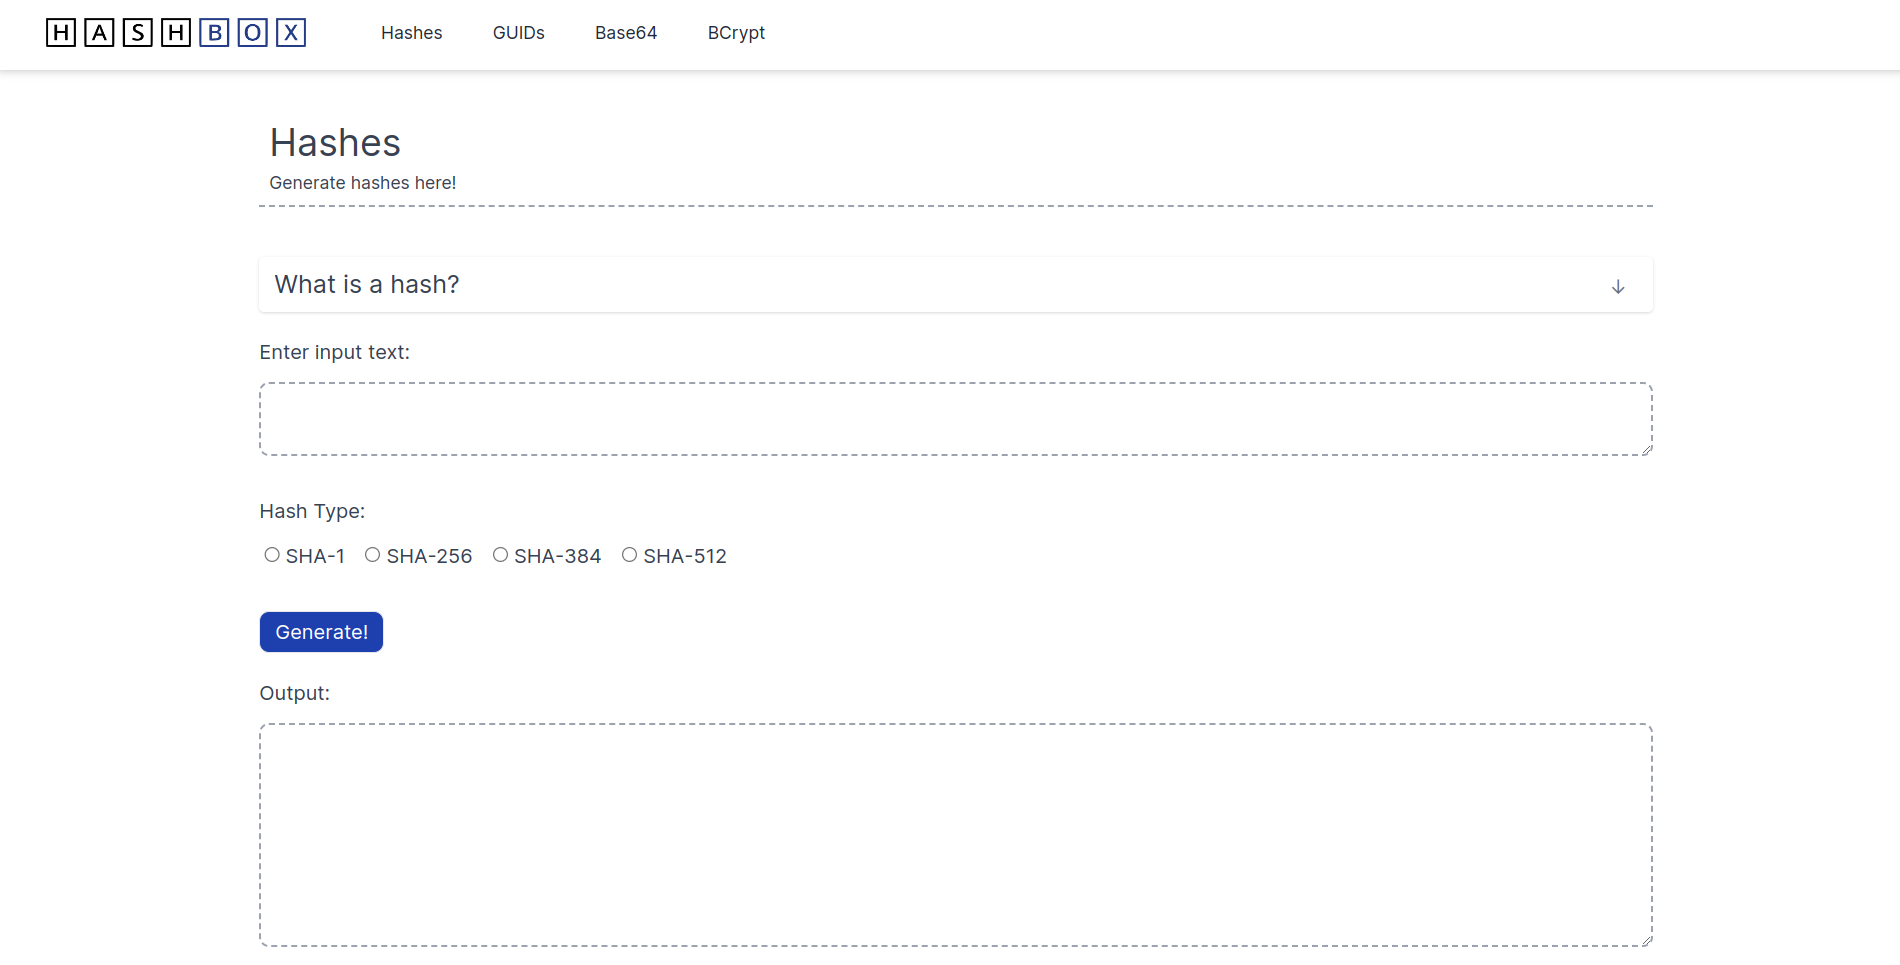 HASHBOX Hashes GUIDs Base64 BCrypt
Hashes
Generate hashes here!
What is a hash?
Enter input text:
Hash Type:
SHA-1 SHA-256 SHA-384 SHA-512
Generate!
Output: